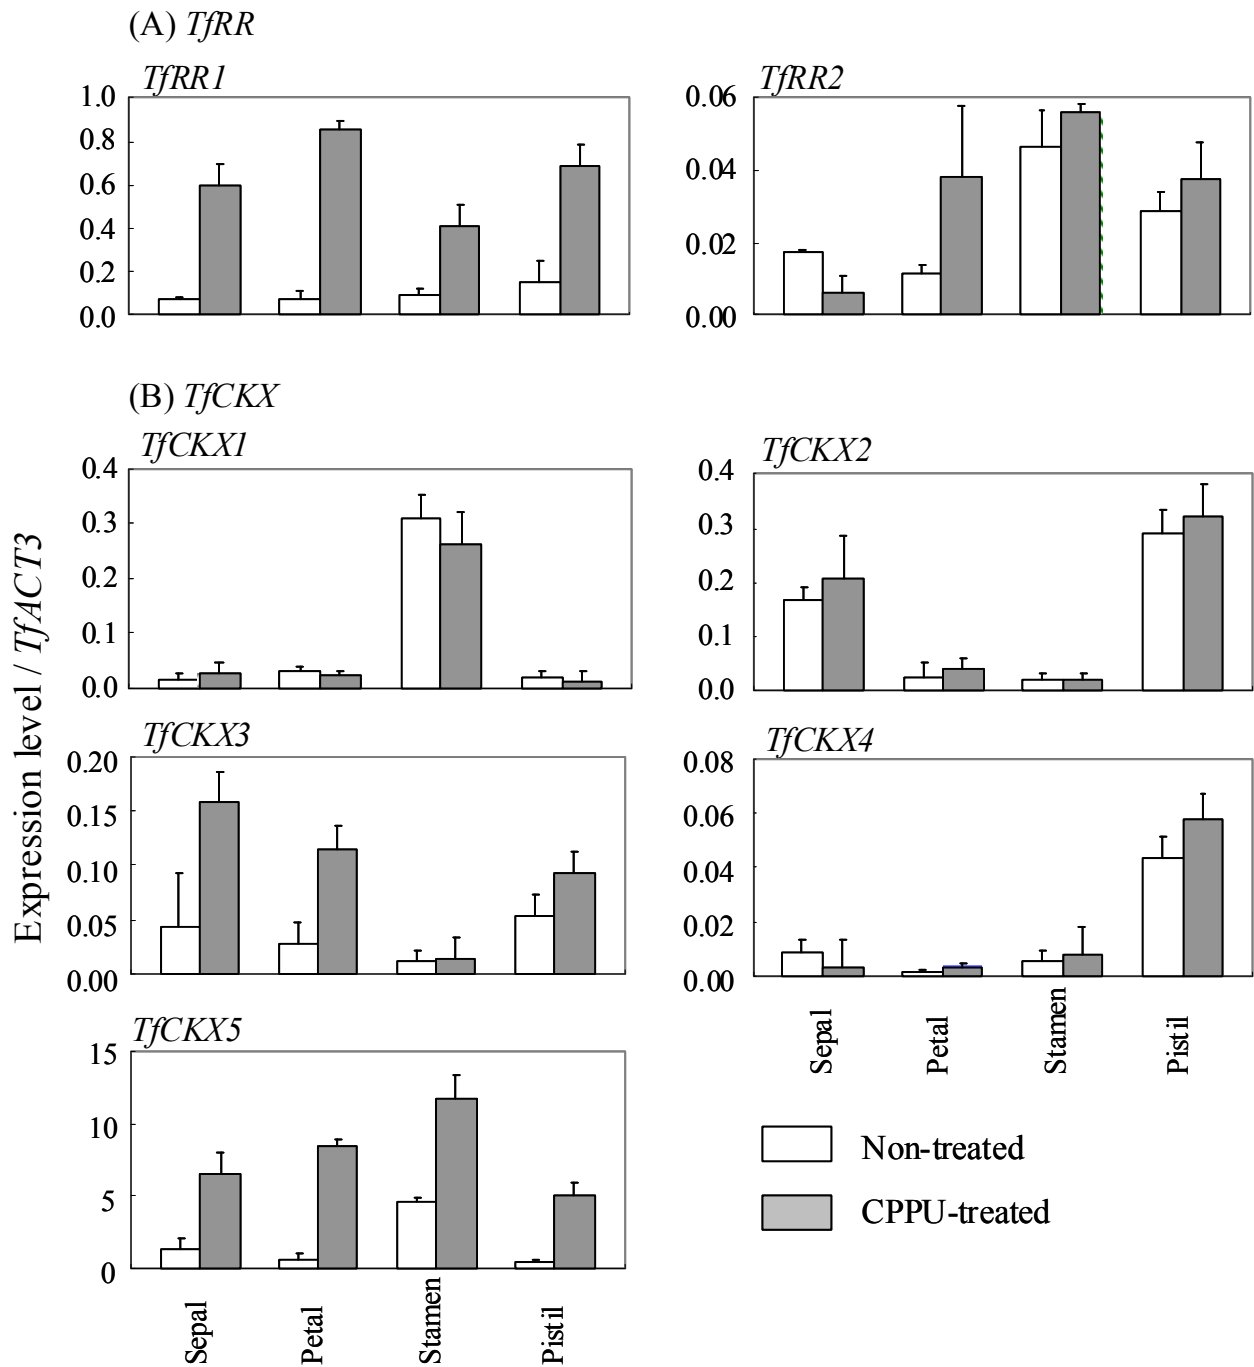 (A) TfRR
TfRR1
1.0
0.8
0.6
0.4
0.2
0.0
TfRR2
0.06
0.04
0.02
0.00
(B) TfCKX
Expression level / TfACT3
TfCKX1
0.4
0.3
0.2
0.1
0.0
TfCKX2
0.4
0.3
0.2
0.1
0.0
TfCKX3
0.20
0.15
0.10
0.05
0.00
TfCKX4
0.08
0.06
0.04
0.02
0.00
Sepal
Petal
Stamen
Pistil
TfCKX5
15
10
5
0
Sepal
Petal
Stamen
Pistil
Non-treated
CPPU-treated